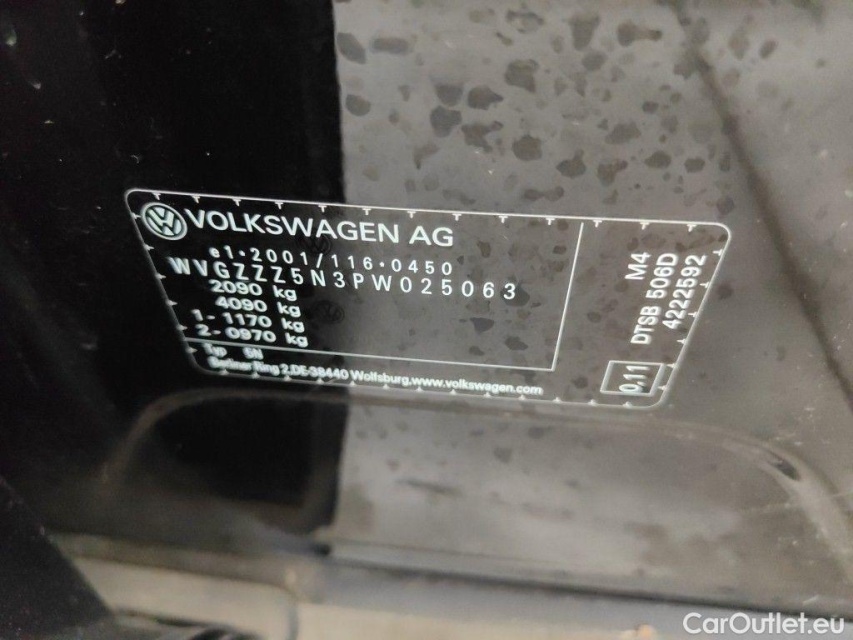 VOLKSWAGEN AG
e1*2001/116*0450
WVGZZZ5N3PW025063
2090 kg
4090 kg
1- 1170 kg
2- 0970 kg
Typ 5N
Berliner Ring 2,DE-38440 Wolfsburg,www.volkswagen.com
M4
DTSB 506D
4222592
0,11
CarOutlet.eu